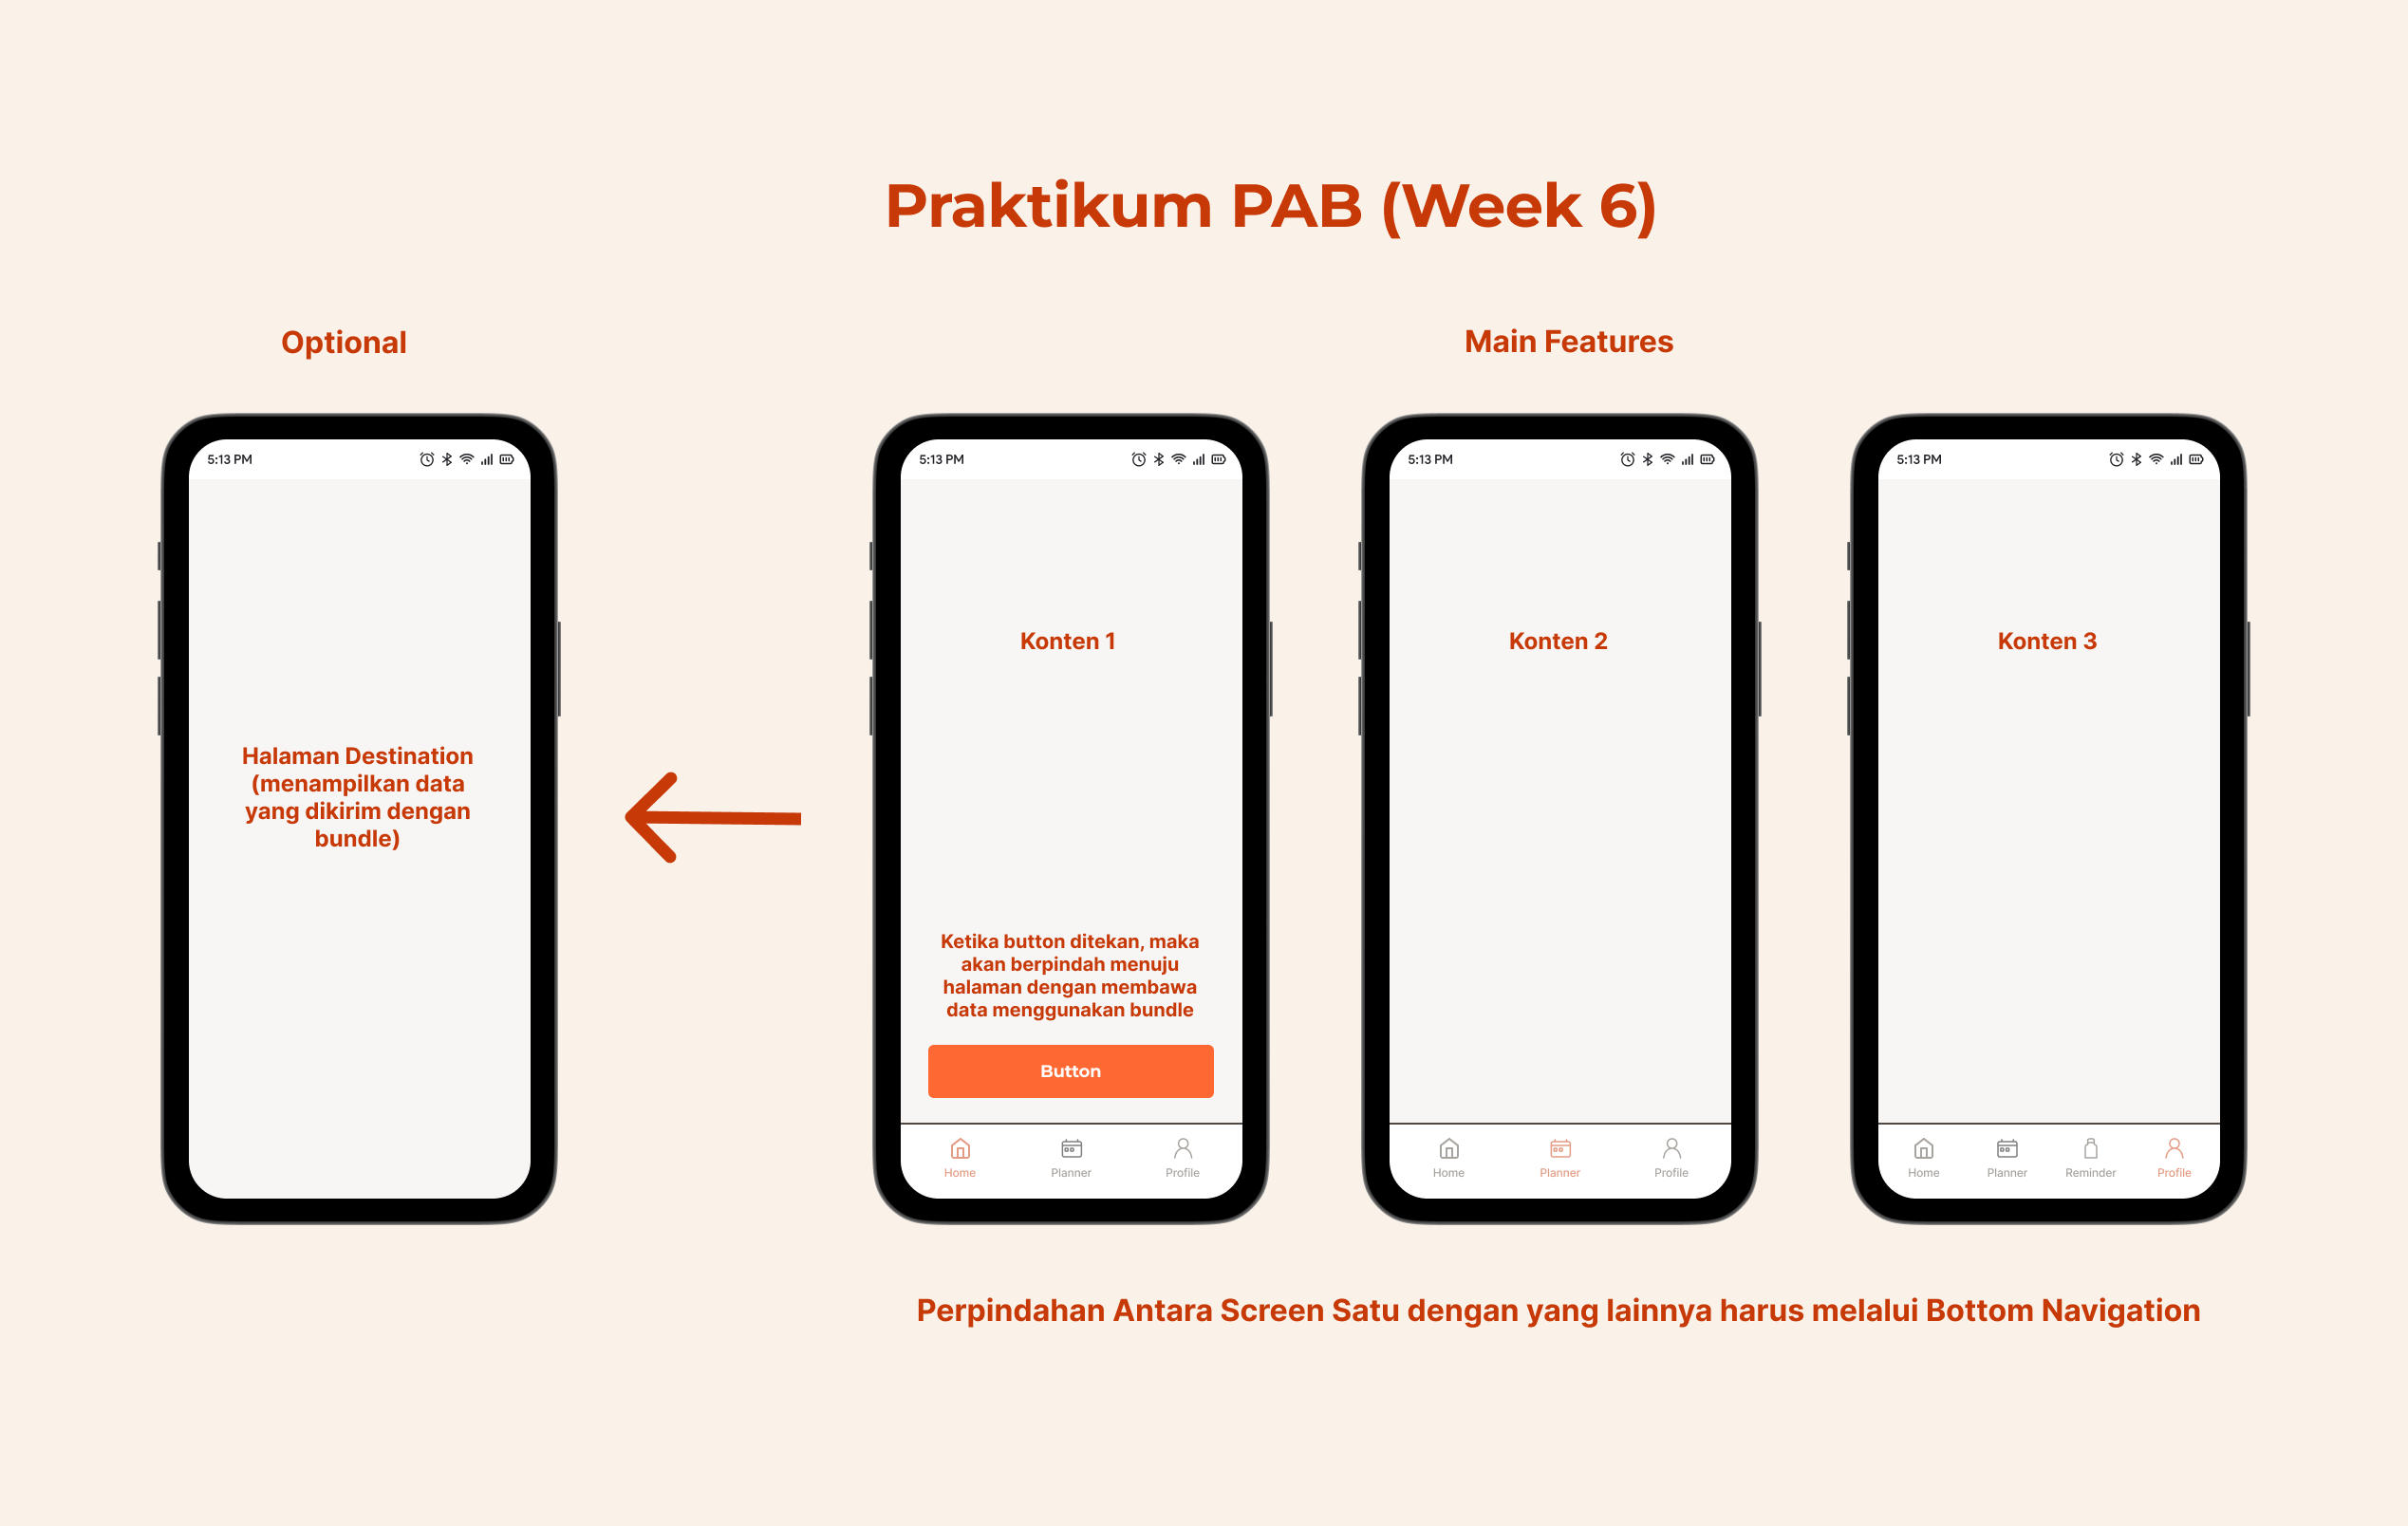 Praktikum PAB (Week 6)
Optional
Main Features
5:13 PM
Halaman Destination
(menampilkan data
yang dikirim dengan
bundle)
5:13 PM
Konten 1
Ketika button ditekan, maka
akan berpindah menuju
halaman dengan membawa
data menggunakan bundle
Button
Home
Planner
Profile
5:13 PM
Konten 2
Home
Planner
Profile
5:13 PM
Konten 3
Home
Planner
Reminder
Profile
Perpindahan Antara Screen Satu dengan yang lainnya harus melalui Bottom Navigation